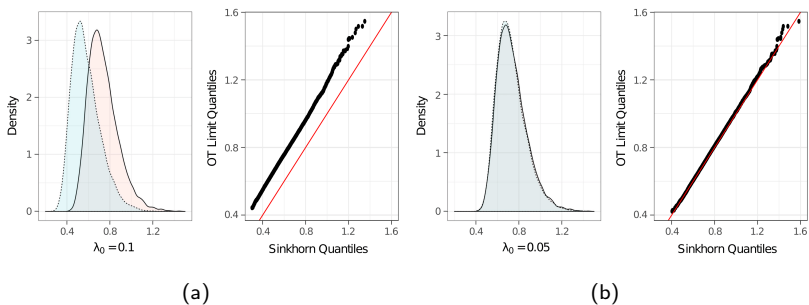 Density
3
2
1
0
0.4 0.8 1.2
λ₀ = 0.1
OT Limit Quantiles
1.6
1.2
0.8
0.4
0.4 0.8 1.2 1.6
Sinkhorn Quantiles
(a)
Density
3
2
1
0
0.4 0.8 1.2
λ₀ = 0.05
OT Limit Quantiles
1.6
1.2
0.8
0.4
0.4 0.8 1.2 1.6
Sinkhorn Quantiles
(b)